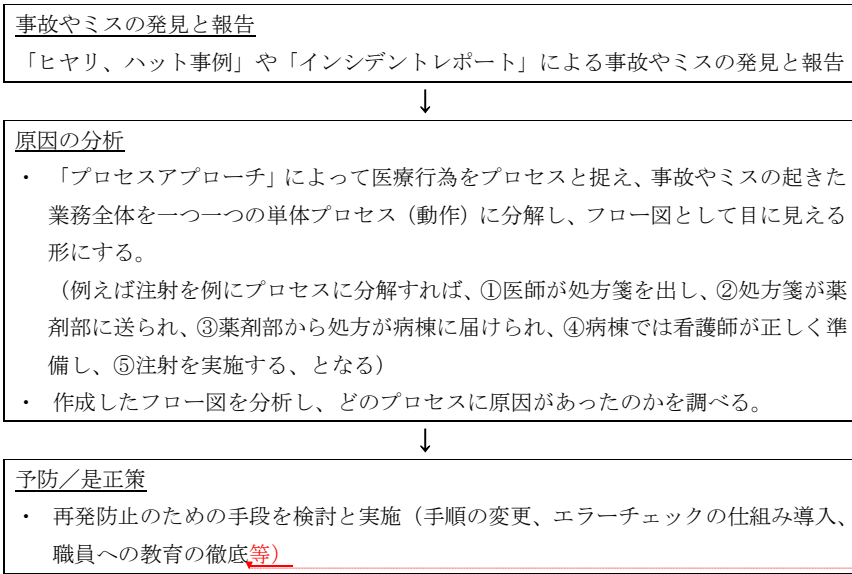 事故やミスの発見と報告
「ヒヤリ、ハット事例」や「インシデントレポート」による事故やミスの発見と報告
↓
原因の分析
・ 「プロセスアプローチ」によって医療行為をプロセスと捉え、事故やミスの起きた
業務全体を一つ一つの単体プロセス（動作）に分解し、フロー図として目に見える
形にする。
（例えば注射を例にプロセスに分解すれば、①医師が処方箋を出し、②処方箋が薬
剤部に送られ、③薬剤部から処方が病棟に届けられ、④病棟では看護師が正しく準
備し、⑤注射を実施する、となる）
・ 作成したフロー図を分析し、どのプロセスに原因があったのかを調べる。
↓
予防／是正策
・ 再発防止のための手段を検討と実施（手順の変更、エラーチェックの仕組み導入、
職員への教育の徹底等）